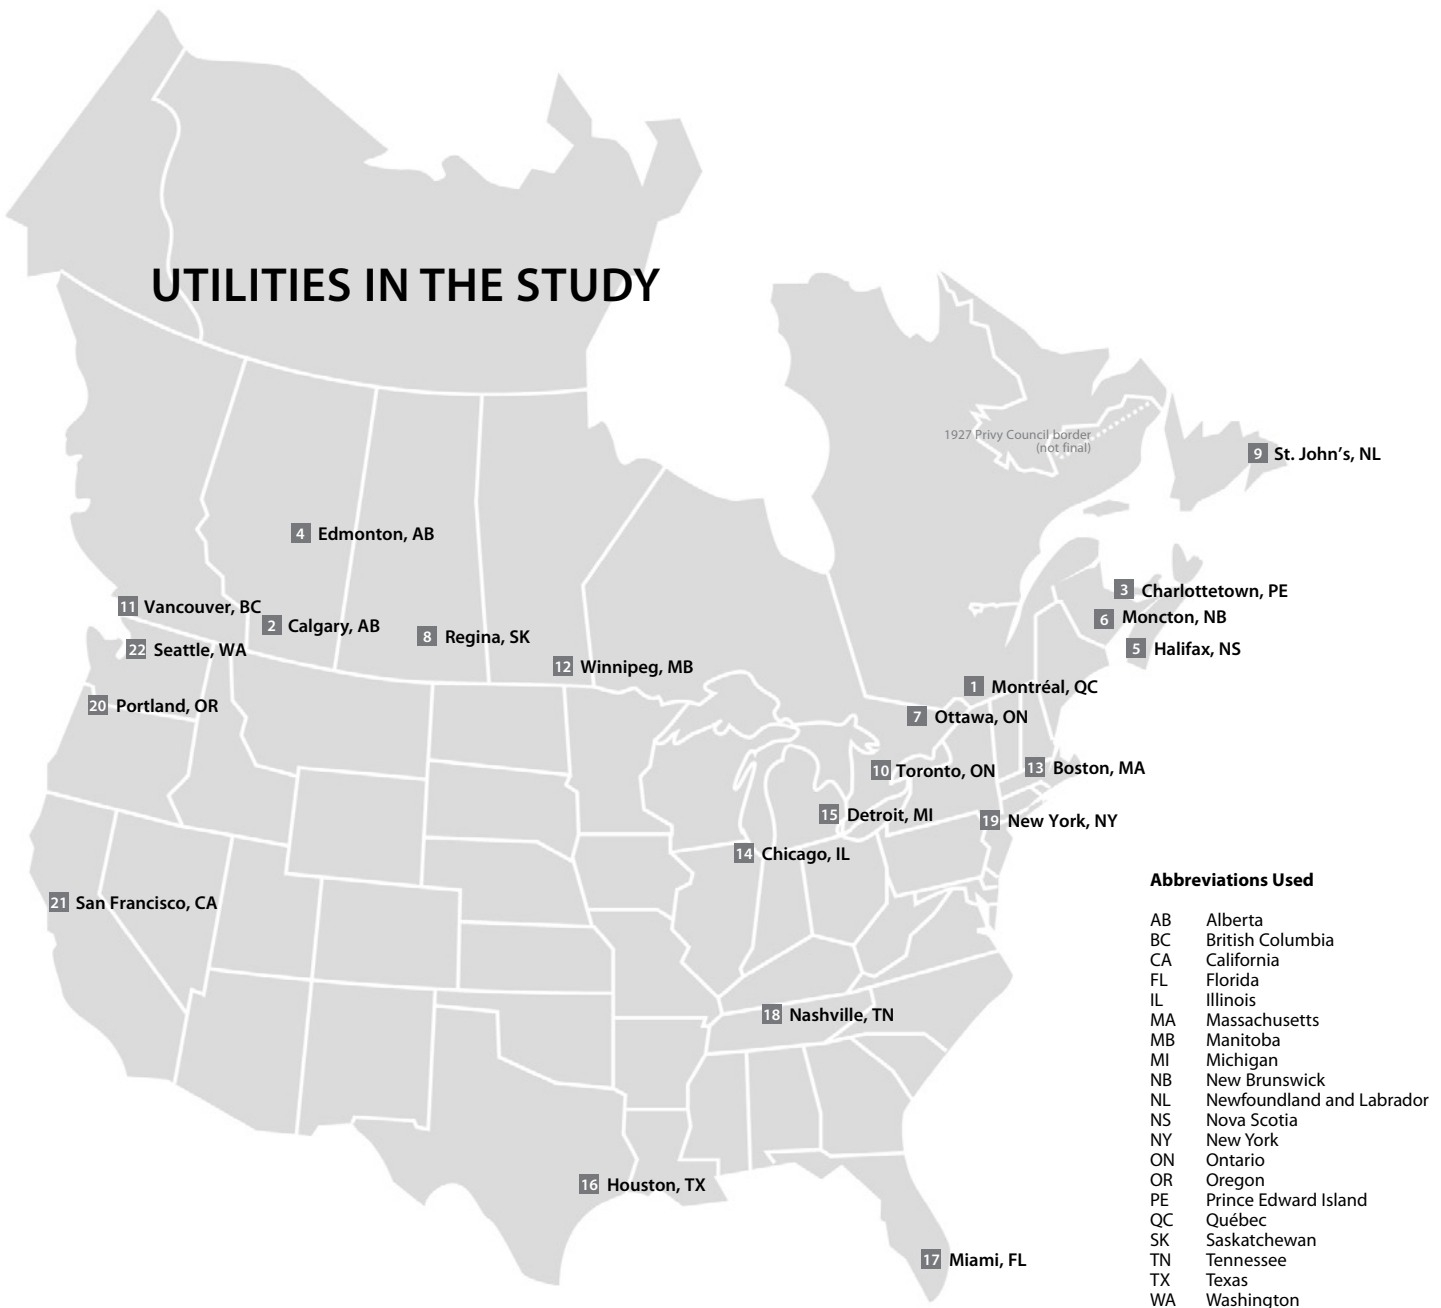 UTILITIES IN THE STUDY
1927 Privy Council border
(not final)
9 St. John’s, NL
4 Edmonton, AB
3 Charlottetown, PE
11 Vancouver, BC
6 Moncton, NB
2 Calgary, AB
8 Regina, SK
5 Halifax, NS
22 Seattle, WA
12 Winnipeg, MB
1 Montréal, QC
20 Portland, OR
7 Ottawa, ON
13 Boston, MA
10 Toronto, ON
15 Detroit, MI
19 New York, NY
14 Chicago, IL
21 San Francisco, CA
18 Nashville, TN
16 Houston, TX
17 Miami, FL
Abbreviations Used
AB Alberta
BC British Columbia
CA California
FL Florida
IL Illinois
MA Massachusetts
MB Manitoba
MI Michigan
NB New Brunswick
NL Newfoundland and Labrador
NS Nova Scotia
NY New York
ON Ontario
OR Oregon
PE Prince Edward Island
QC Québec
SK Saskatchewan
TN Tennessee
TX Texas
WA Washington